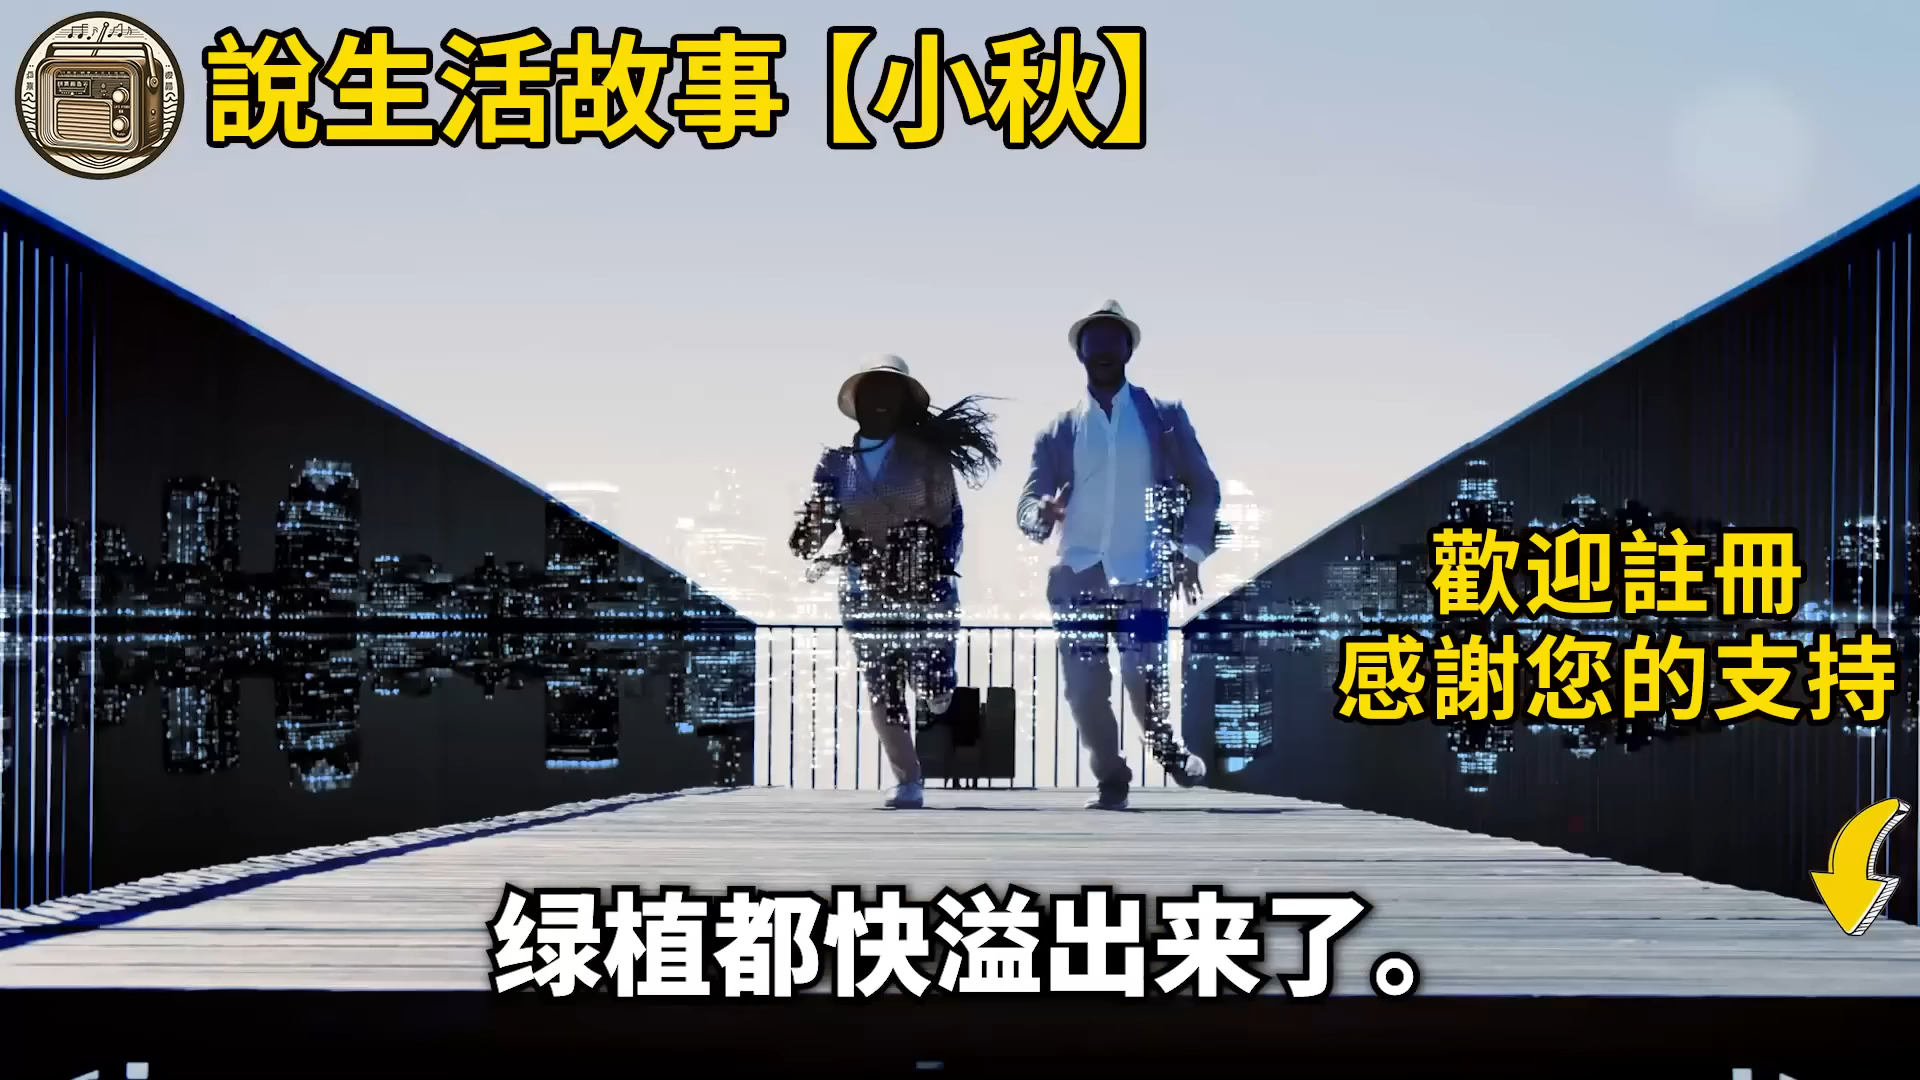 說生活故事【小秋】
歡迎註冊
感謝您的支持
绿植都快溢出来了。